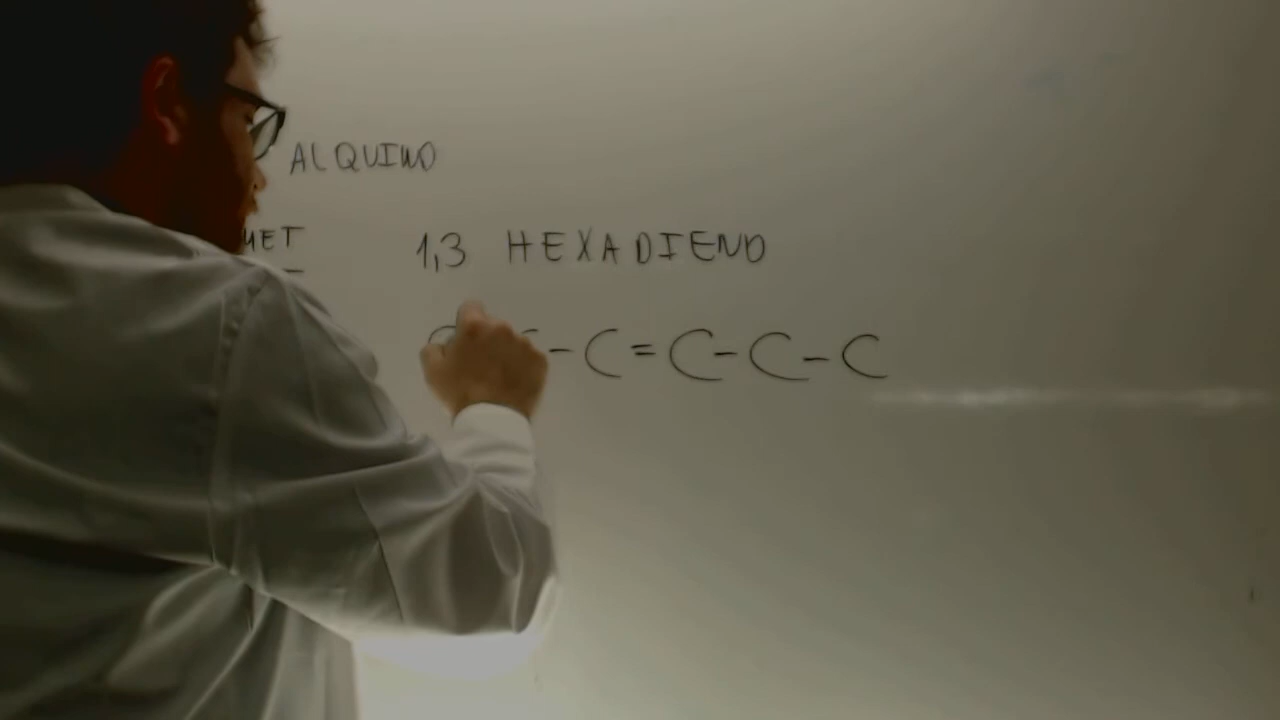 ALQUINO
MET
1,3 HEXADIENO
C - C = C - C - C